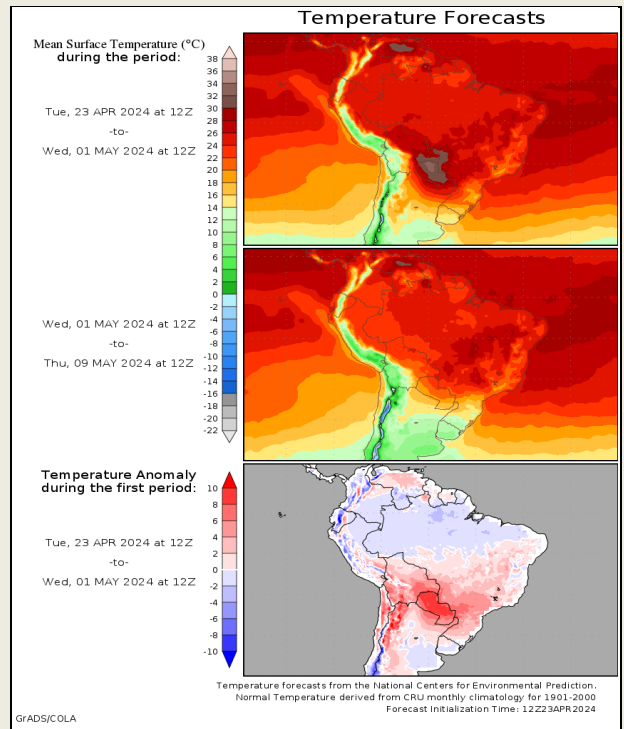 Temperature Forecasts
Mean Surface Temperature (°C)
during the period:
38
36
34
32
30
28
26
24
22
20
18
16
14
12
10
8
6
4
2
0
-2
-4
-6
-8
-10
-12
-14
-16
-18
-20
-22
Tue, 23 APR 2024 at 12Z
-to-
Wed, 01 MAY 2024 at 12Z
Wed, 01 MAY 2024 at 12Z
-to-
Thu, 09 MAY 2024 at 12Z
Temperature Anomaly
during the first period:
10
8
6
4
2
0
-2
-4
-6
-8
-10
Tue, 23 APR 2024 at 12Z
-to-
Wed, 01 MAY 2024 at 12Z
Temperature forecasts from the National Centers for Environmental Prediction.
Normal Temperature derived from CRU monthly climatology for 1901-2000
Forecast Initialization Time: 12Z23APR2024
GrADS/COLA